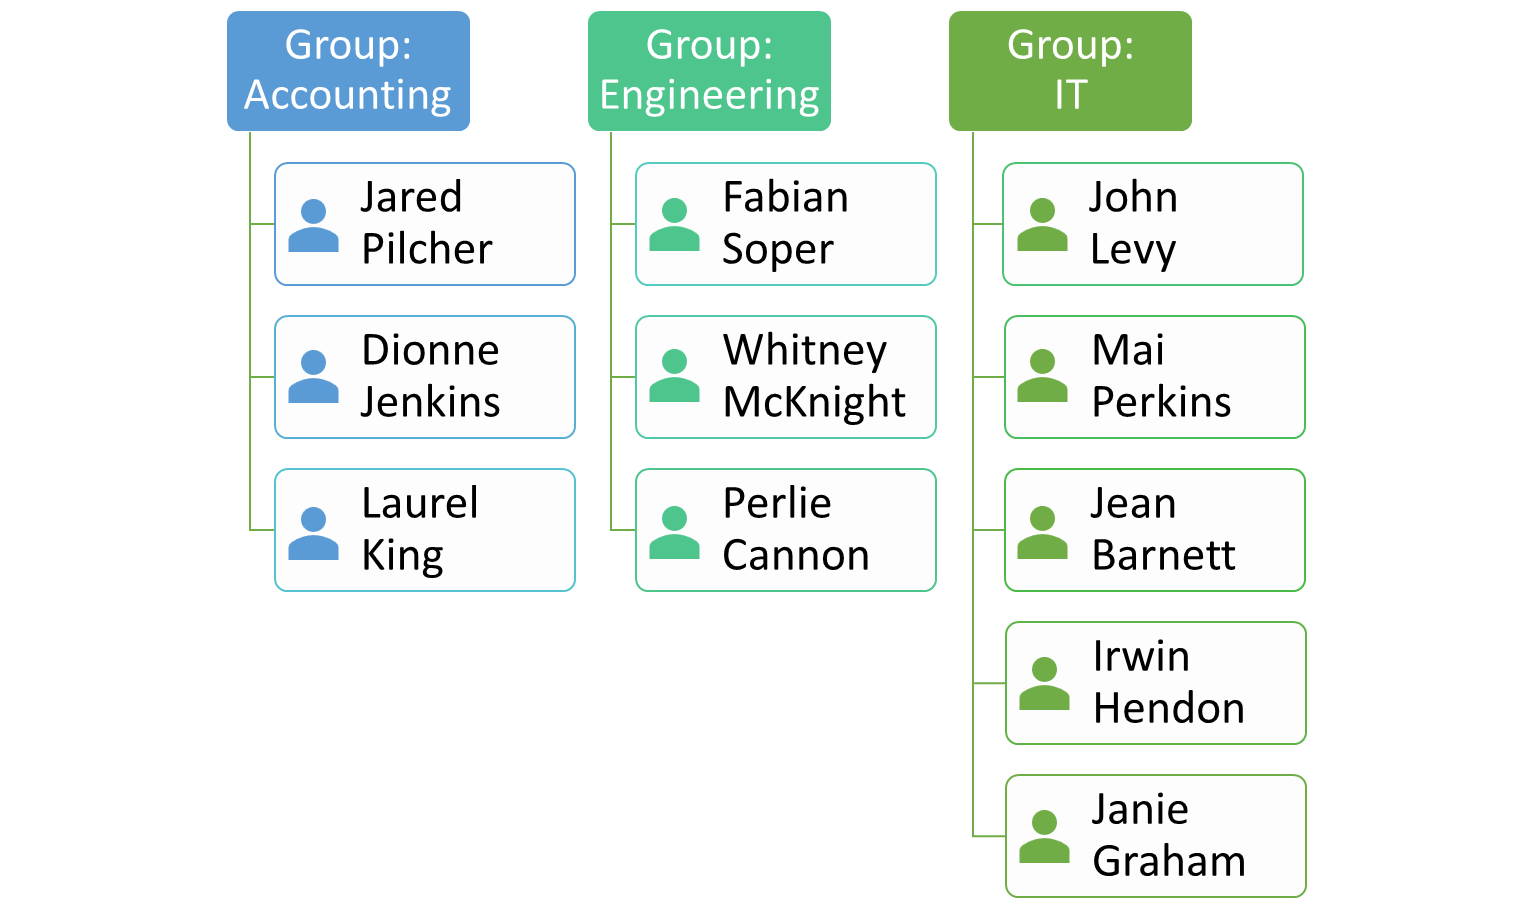 Group:
Accounting
Jared
Pilcher
Dionne
Jenkins
Laurel
King
Group:
Engineering
Fabian
Soper
Whitney
McKnight
Perlie
Cannon
Group:
IT
John
Levy
Mai
Perkins
Jean
Barnett
Irwin
Hendon
Janie
Graham